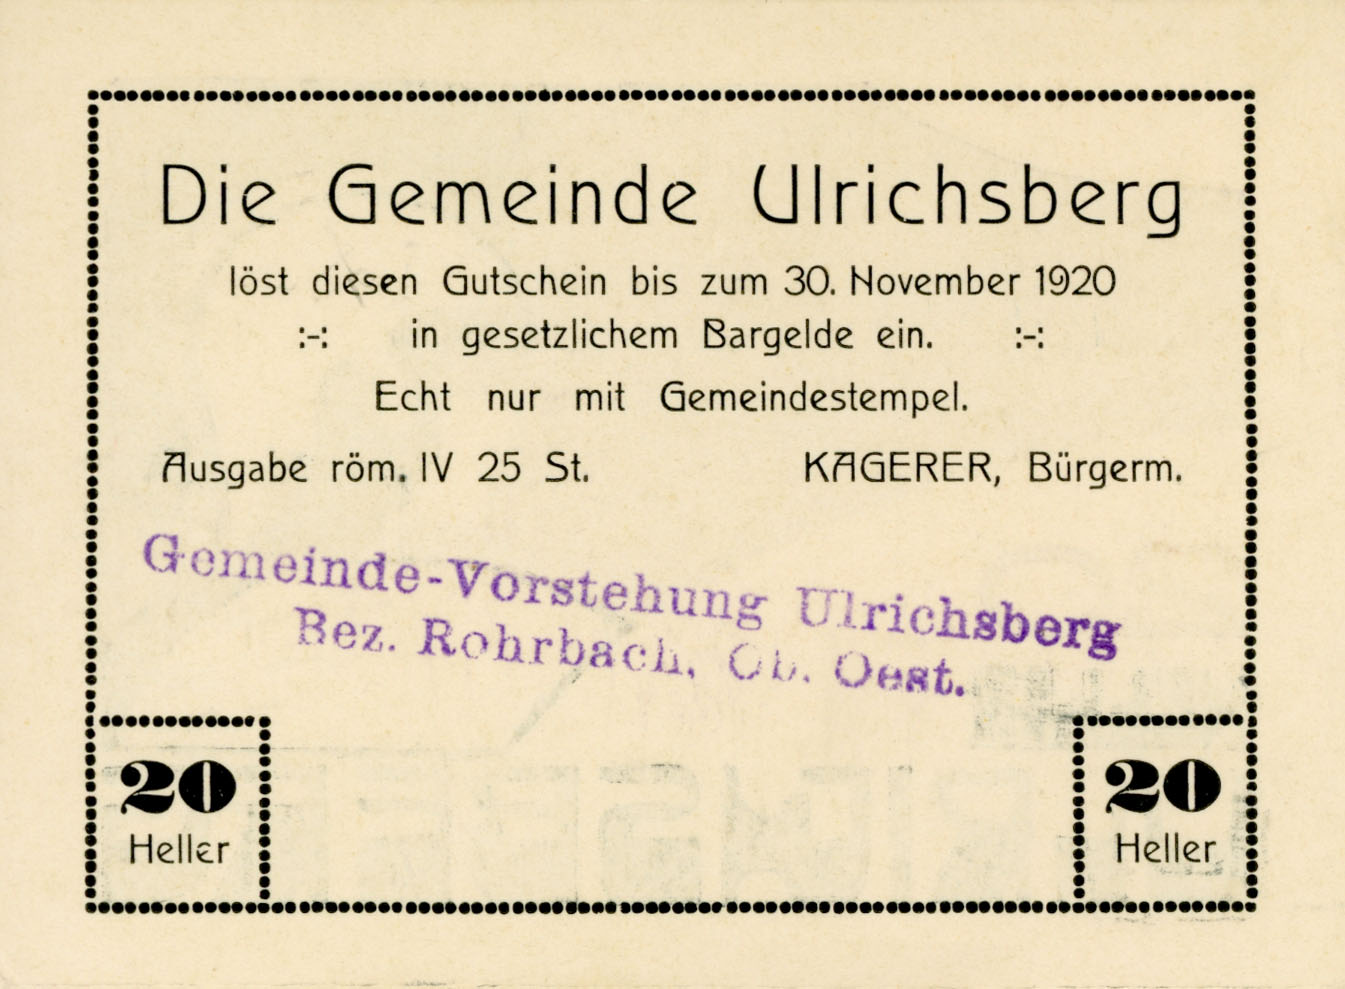 Die Gemeinde Ulrichsberg
löst diesen Gutschein bis zum 30. November 1920
:-: in gesetzlichem Bargelde ein. :-:
Echt nur mit Gemeindestempel.
Ausgabe röm. IV 25 St. KAGERER, Bürgerm.
Gemeinde-Vorstehung Ulrichsberg
Bez. Rohrbach, Ob. Oest.
20 20
Heller Heller